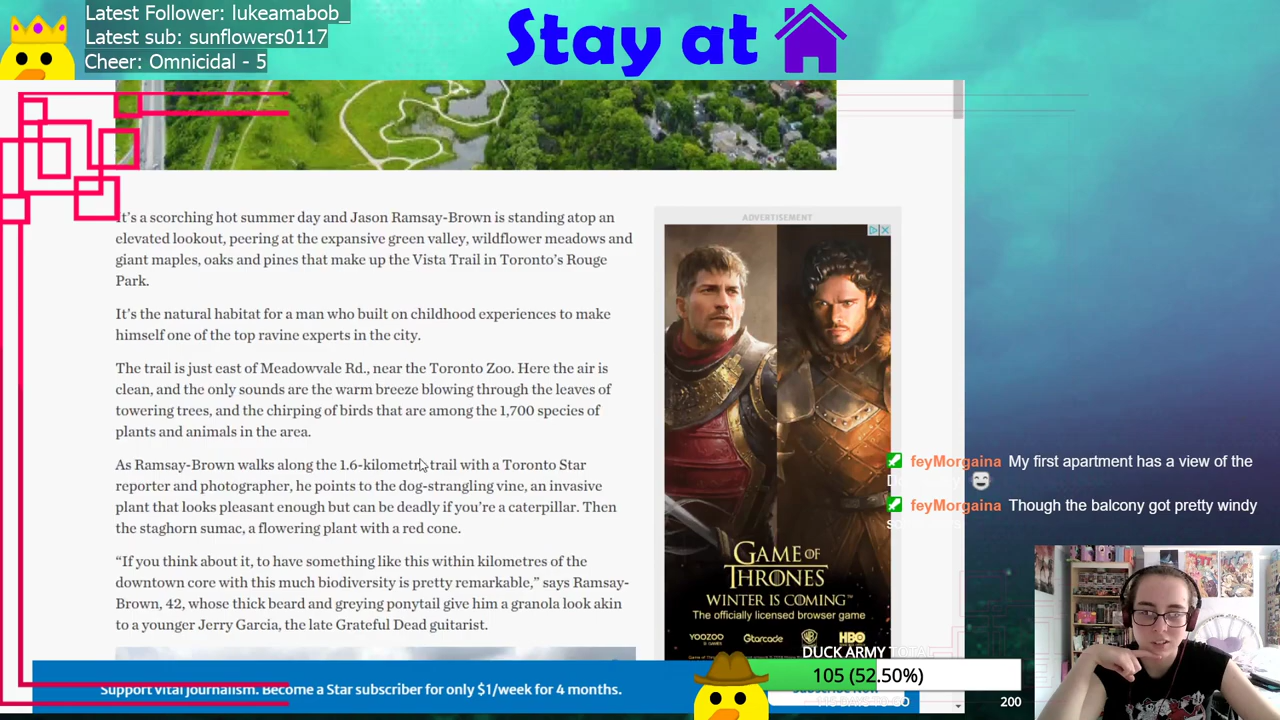 Latest Follower: lukeamabob_
Latest sub: sunflowers0117
Cheer: Omnicidal - 5
Stay at
It's a scorching hot summer day and Jason Ramsay-Brown is standing atop an
elevated lookout, peering at the expansive green valley, wildflower meadows and
giant maples, oaks and pines that make up the Vista Trail in Toronto's Rouge
Park.
It's the natural habitat for a man who built on childhood experiences to make
himself one of the top ravine experts in the city.
The trail is just east of Meadowvale Rd., near the Toronto Zoo. Here the air is
clean, and the only sounds are the warm breeze blowing through the leaves of
towering trees, and the chirping of birds that are among the 1,700 species of
plants and animals in the area.
As Ramsay-Brown walks along the 1.6-kilometre trail with a Toronto Star
reporter and photographer, he points to the dog-strangling vine, an invasive
plant that looks pleasant enough but can be deadly if you're a caterpillar. Then
the staghorn sumac, a flowering plant with a red cone.
“If you think about it, to have something like this within kilometres of the
downtown core with this much biodiversity is pretty remarkable,” says Ramsay-
Brown, 42, whose thick beard and greying ponytail give him a granola look akin
to a younger Jerry Garcia, the late Grateful Dead guitarist.
ADVERTISEMENT
GAME OF
THRONES
WINTER IS COMING™
The officially licensed browser game
YOOZOO GAMES Gtarcade WB HBO
feyMorgaina My first apartment has a view of the
feyMorgaina Though the balcony got pretty windy
DUCK ARMY TOTAL
105 (52.50%)
200
Support vital journalism. Become a Star subscriber for only $1/week for 4 months.